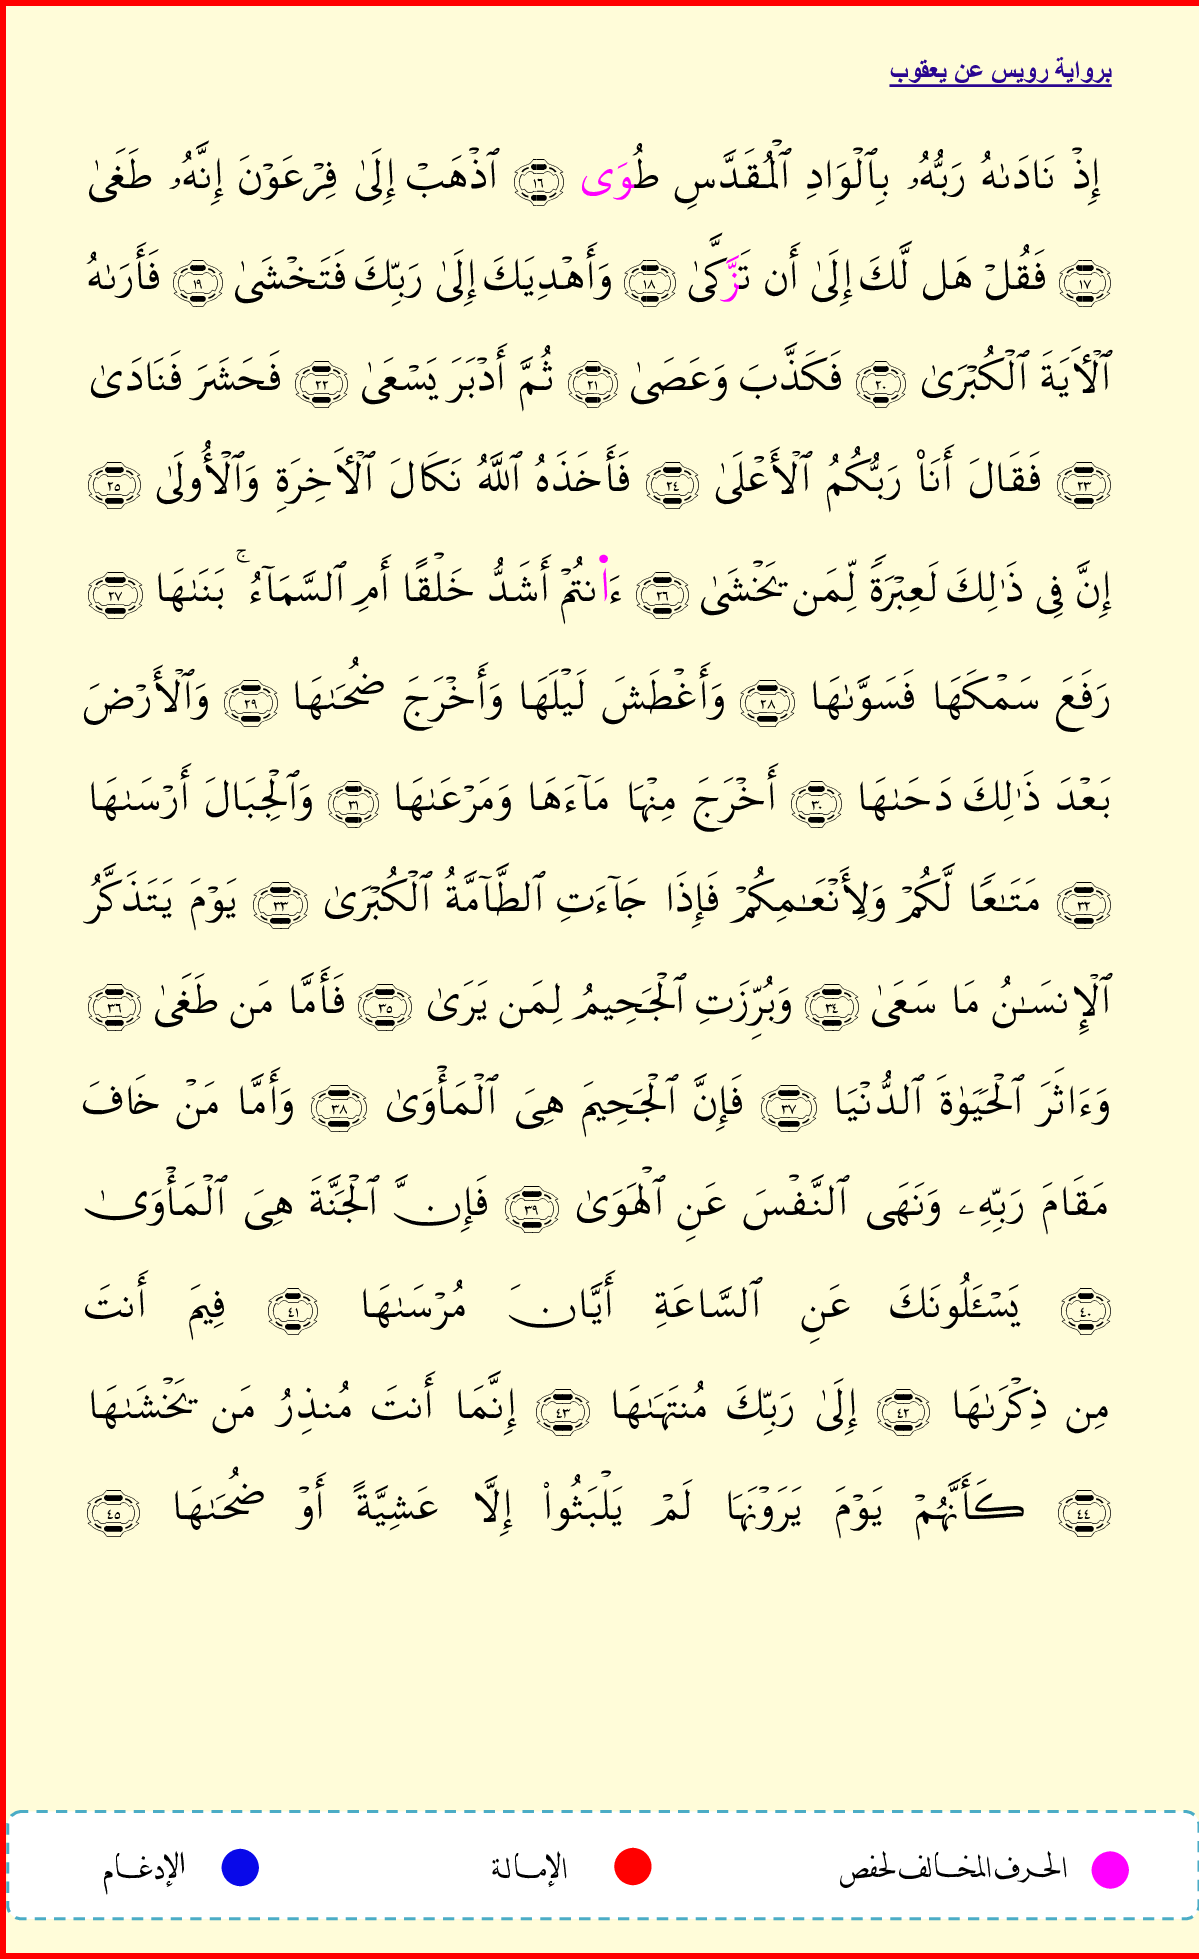 برواية رويس عن يعقوب
إِذۡ نَادَىٰهُ رَبُّهُۥ بِٱلۡوَادِ ٱلۡمُقَدَّسِ طُوَى ١٦ ٱذۡهَبۡ إِلَىٰ فِرۡعَوۡنَ إِنَّهُۥ طَغَىٰ
١٧ فَقُلۡ هَل لَّكَ إِلَىٰ أَن تَزَّكَّىٰ ١٨ وَأَهۡدِيَكَ إِلَىٰ رَبِّكَ فَتَخۡشَىٰ ١٩ فَأَرَىٰهُ
ٱلۡأٓيَةَ ٱلۡكُبۡرَىٰ ٢٠ فَكَذَّبَ وَعَصَىٰ ٢١ ثُمَّ أَدۡبَرَ يَسۡعَىٰ ٢٢ فَحَشَرَ فَنَادَىٰ
٢٣ فَقَالَ أَنَا۠ رَبُّكُمُ ٱلۡأَعۡلَىٰ ٢٤ فَأَخَذَهُ ٱللَّهُ نَكَالَ ٱلۡأٓخِرَةِ وَٱلۡأُولَىٰ ٢٥
إِنَّ فِى ذَٰلِكَ لَعِبۡرَةً لِّمَن يَخۡشَىٰ ٢٦ ءَا۬نتُمۡ أَشَدُّ خَلۡقًا أَمِ ٱلسَّمَآءُۚ بَنَىٰهَا ٢٧
رَفَعَ سَمۡكَهَا فَسَوَّىٰهَا ٢٨ وَأَغۡطَشَ لَيۡلَهَا وَأَخۡرَجَ ضُحَىٰهَا ٢٩ وَٱلۡأَرۡضَ
بَعۡدَ ذَٰلِكَ دَحَىٰهَا ٣٠ أَخۡرَجَ مِنۡهَا مَآءَهَا وَمَرۡعَىٰهَا ٣١ وَٱلۡجِبَالَ أَرۡسَىٰهَا
٣٢ مَتَـٰعًا لَّكُمۡ وَلِأَنۡعَـٰمِكُمۡ فَإِذَا جَآءَتِ ٱلطَّآمَّةُ ٱلۡكُبۡرَىٰ ٣٣ يَوۡمَ يَتَذَكَّرُ
ٱلۡإِنسَـٰنُ مَا سَعَىٰ ٣٤ وَبُرِّزَتِ ٱلۡجَحِيمُ لِمَن يَرَىٰ ٣٥ فَأَمَّا مَن طَغَىٰ ٣٦
وَءَاثَرَ ٱلۡحَيَوٰةَ ٱلدُّنۡيَا ٣٧ فَإِنَّ ٱلۡجَحِيمَ هِىَ ٱلۡمَأۡوَىٰ ٣٨ وَأَمَّا مَنۡ خَافَ
مَقَامَ رَبِّهِۦ وَنَهَى ٱلنَّفۡسَ عَنِ ٱلۡهَوَىٰ ٣٩ فَإِنَّ ٱلۡجَنَّةَ هِىَ ٱلۡمَأۡوَىٰ
٤٠ يَسۡـَٔلُونَكَ عَنِ ٱلسَّاعَةِ أَيَّانَ مُرۡسَىٰهَا ٤١ فِيمَ أَنتَ
مِن ذِكۡرَىٰهَا ٤٢ إِلَىٰ رَبِّكَ مُنتَهَىٰهَا ٤٣ إِنَّمَا أَنتَ مُنذِرُ مَن يَخۡشَىٰهَا
٤٤ كَأَنَّهُمۡ يَوۡمَ يَرَوۡنَهَا لَمۡ يَلۡبَثُوا۟ إِلَّا عَشِيَّةً أَوۡ ضُحَىٰهَا ٤٥
الحرف المخالف لحفص الإمالة الإدغام